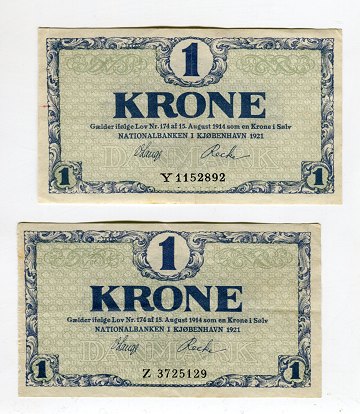 1
KRONE
Gælder ifølge Lov Nr. 174 af 15. August 1914 som en Krone i Sølv
NATIONALBANKEN I KJØBENHAVN 1921
DANMARK
1 Y 1152892 1
1
KRONE
Gælder ifølge Lov Nr. 174 af 15. August 1914 som en Krone i Sølv
NATIONALBANKEN I KJØBENHAVN 1921
DANMARK
1 Z 3725129 1